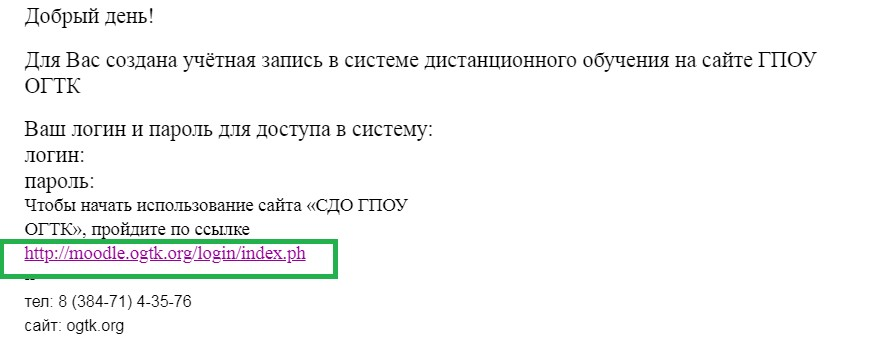 Добрый день!
Для Вас создана учётная запись в системе дистанционного обучения на сайте ГПОУ
ОГТК
Ваш логин и пароль для доступа в систему:
логин:
пароль:
Чтобы начать использование сайта «СДО ГПОУ
ОГТК», пройдите по ссылке
http://moodle.ogtk.org/login/index.ph
тел: 8 (384-71) 4-35-76
сайт: ogtk.org